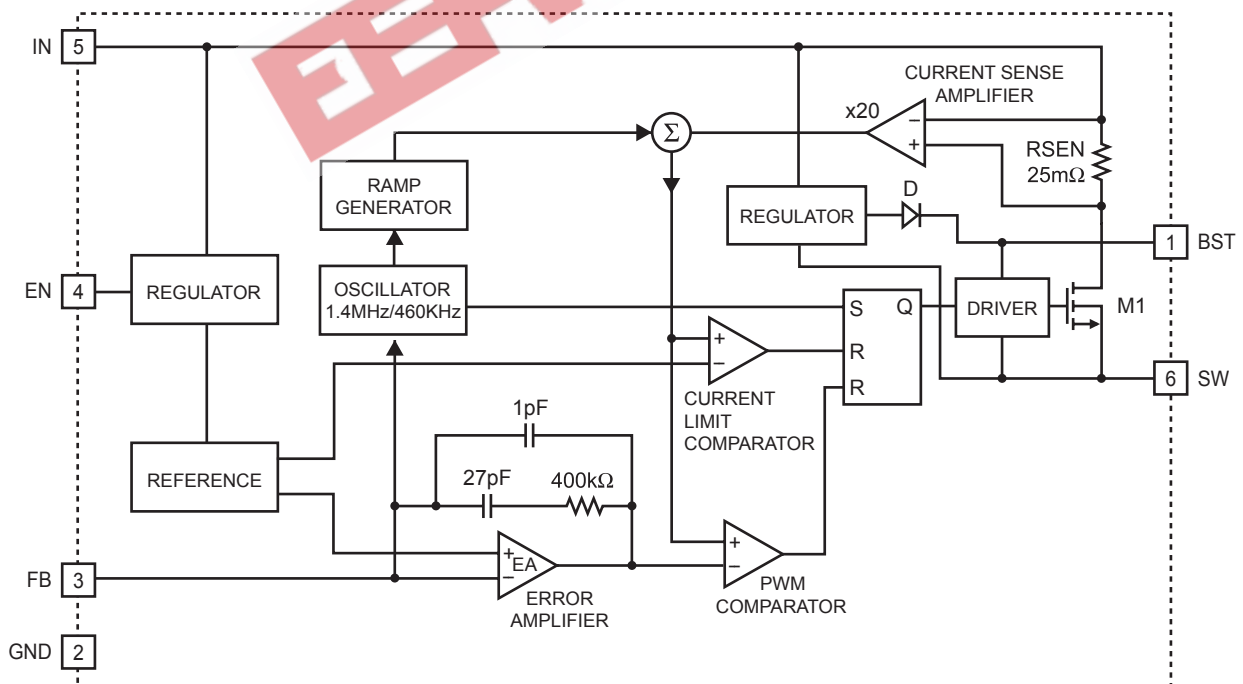 IN 5
CURRENT SENSE
AMPLIFIER
x20
−
+
Σ
RSEN
25mΩ
RAMP
GENERATOR
D
REGULATOR
1 BST
EN 4
REGULATOR
OSCILLATOR
1.4MHz/460KHz
S Q
DRIVER
M1
+
−
R
R
6 SW
CURRENT
LIMIT
COMPARATOR
1pF
27pF
400kΩ
REFERENCE
+
EA
−
+
−
FB 3
ERROR
AMPLIFIER
PWM
COMPARATOR
GND 2